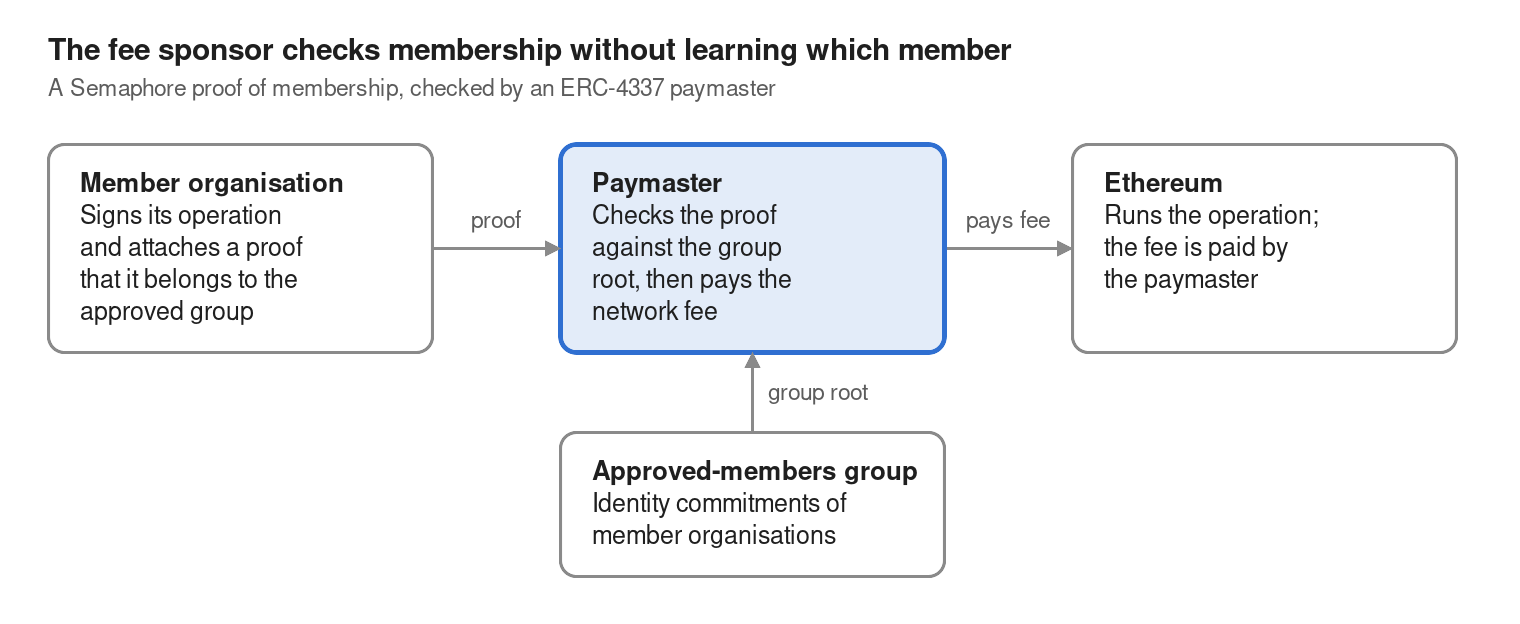 The fee sponsor checks membership without learning which member
A Semaphore proof of membership, checked by an ERC-4337 paymaster
Member organisation
Signs its operation
and attaches a proof
that it belongs to the
approved group
proof
Paymaster
Checks the proof
against the group
root, then pays the
network fee
pays fee
Ethereum
Runs the operation;
the fee is paid by
the paymaster
group root
Approved-members group
Identity commitments of
member organisations